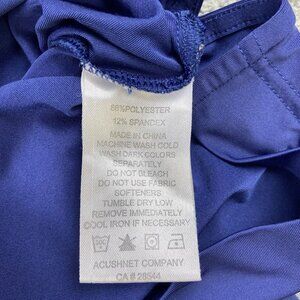 88% POLYESTER
12% SPANDEX
MADE IN CHINA
MACHINE WASH COLD
WASH DARK COLORS
SEPARATELY
DO NOT BLEACH
DO NOT USE FABRIC
SOFTENERS
TUMBLE DRY LOW
REMOVE IMMEDIATELY
COOL IRON IF NECESSARY
ACUSHNET COMPANY
CA # 28544